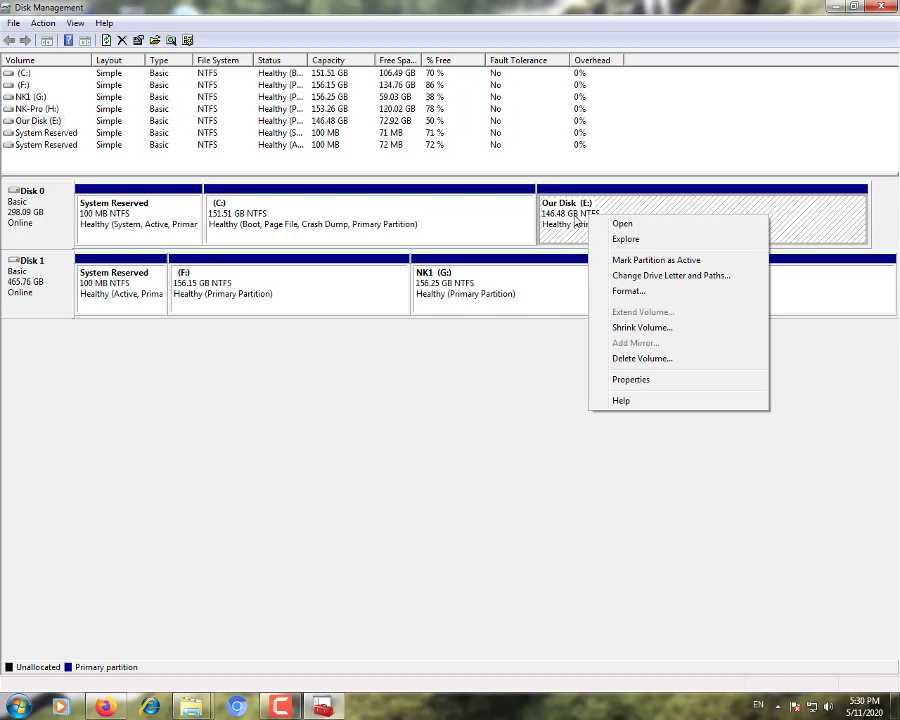 Disk Management
File Action View Help
Volume Layout Type File System Status Capacity Free Spa... % Free Fault Tolerance Overhead
(C:) Simple Basic NTFS Healthy (B... 151.51 GB 106.49 GB 70 % No 0%
(F:) Simple Basic NTFS Healthy (P... 156.15 GB 134.76 GB 86 % No 0%
NK1 (G:) Simple Basic NTFS Healthy (P... 156.25 GB 59.03 GB 38 % No 0%
NK-Pro (H:) Simple Basic NTFS Healthy (P... 153.26 GB 120.02 GB 78 % No 0%
Our Disk (E:) Simple Basic NTFS Healthy (P... 146.48 GB 72.92 GB 50 % No 0%
System Reserved Simple Basic NTFS Healthy (S... 100 MB 71 MB 71 % No 0%
System Reserved Simple Basic NTFS Healthy (A... 100 MB 72 MB 72 % No 0%
Disk 0
Basic
298.09 GB
Online
System Reserved
100 MB NTFS
Healthy (System, Active, Primar
(C:)
151.51 GB NTFS
Healthy (Boot, Page File, Crash Dump, Primary Partition)
Our Disk (E:)
146.48 GB NTFS
Healthy
Disk 1
Basic
465.76 GB
Online
System Reserved
100 MB NTFS
Healthy (Active, Prima
(F:)
156.15 GB NTFS
Healthy (Primary Partition)
NK1 (G:)
156.25 GB NTFS
Healthy (Primary Partition)
Open
Explore
Mark Partition as Active
Change Drive Letter and Paths...
Format...
Extend Volume...
Shrink Volume...
Add Mirror...
Delete Volume...
Properties
Help
Unallocated Primary partition
EN
5:30 PM
5/11/2020